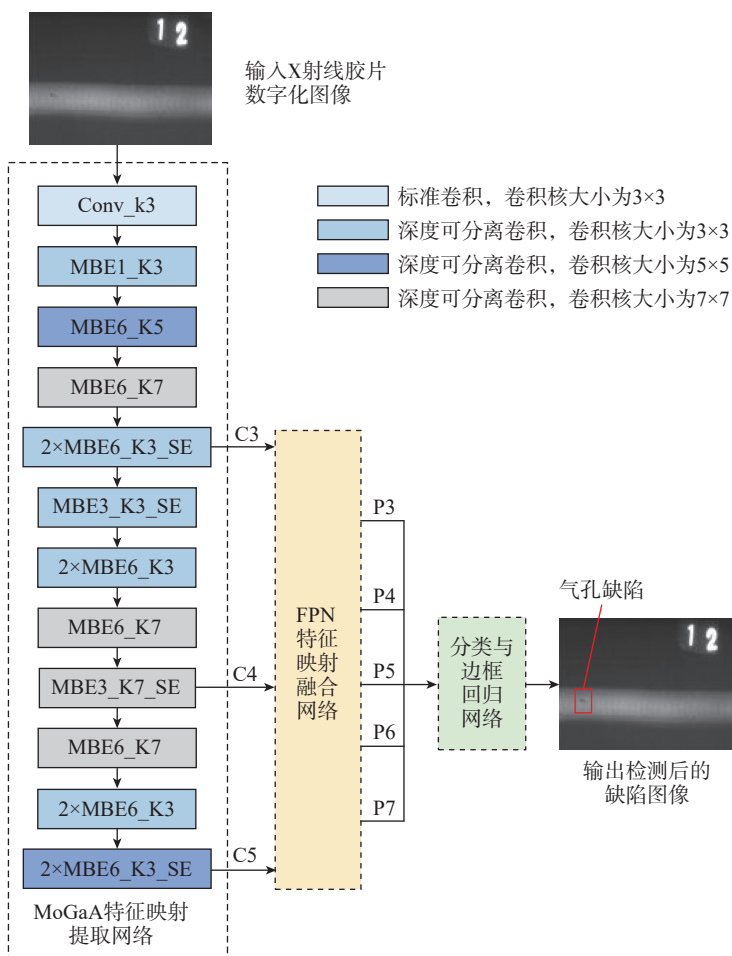 12
输入X射线胶片
数字化图像
Conv_k3
MBE1_K3
MBE6_K5
MBE6_K7
2×MBE6_K3_SE
MBE3_K3_SE
2×MBE6_K3
MBE6_K7
MBE3_K7_SE
MBE6_K7
2×MBE6_K3
2×MBE6_K3_SE
MoGaA特征映射
提取网络
标准卷积，卷积核大小为3×3
深度可分离卷积，卷积核大小为3×3
深度可分离卷积，卷积核大小为5×5
深度可分离卷积，卷积核大小为7×7
C3
C4
C5
FPN
特征
映射
融合
网络
P3
P4
P5
P6
P7
分类与
边框
回归
网络
气孔缺陷
12
输出检测后的
缺陷图像